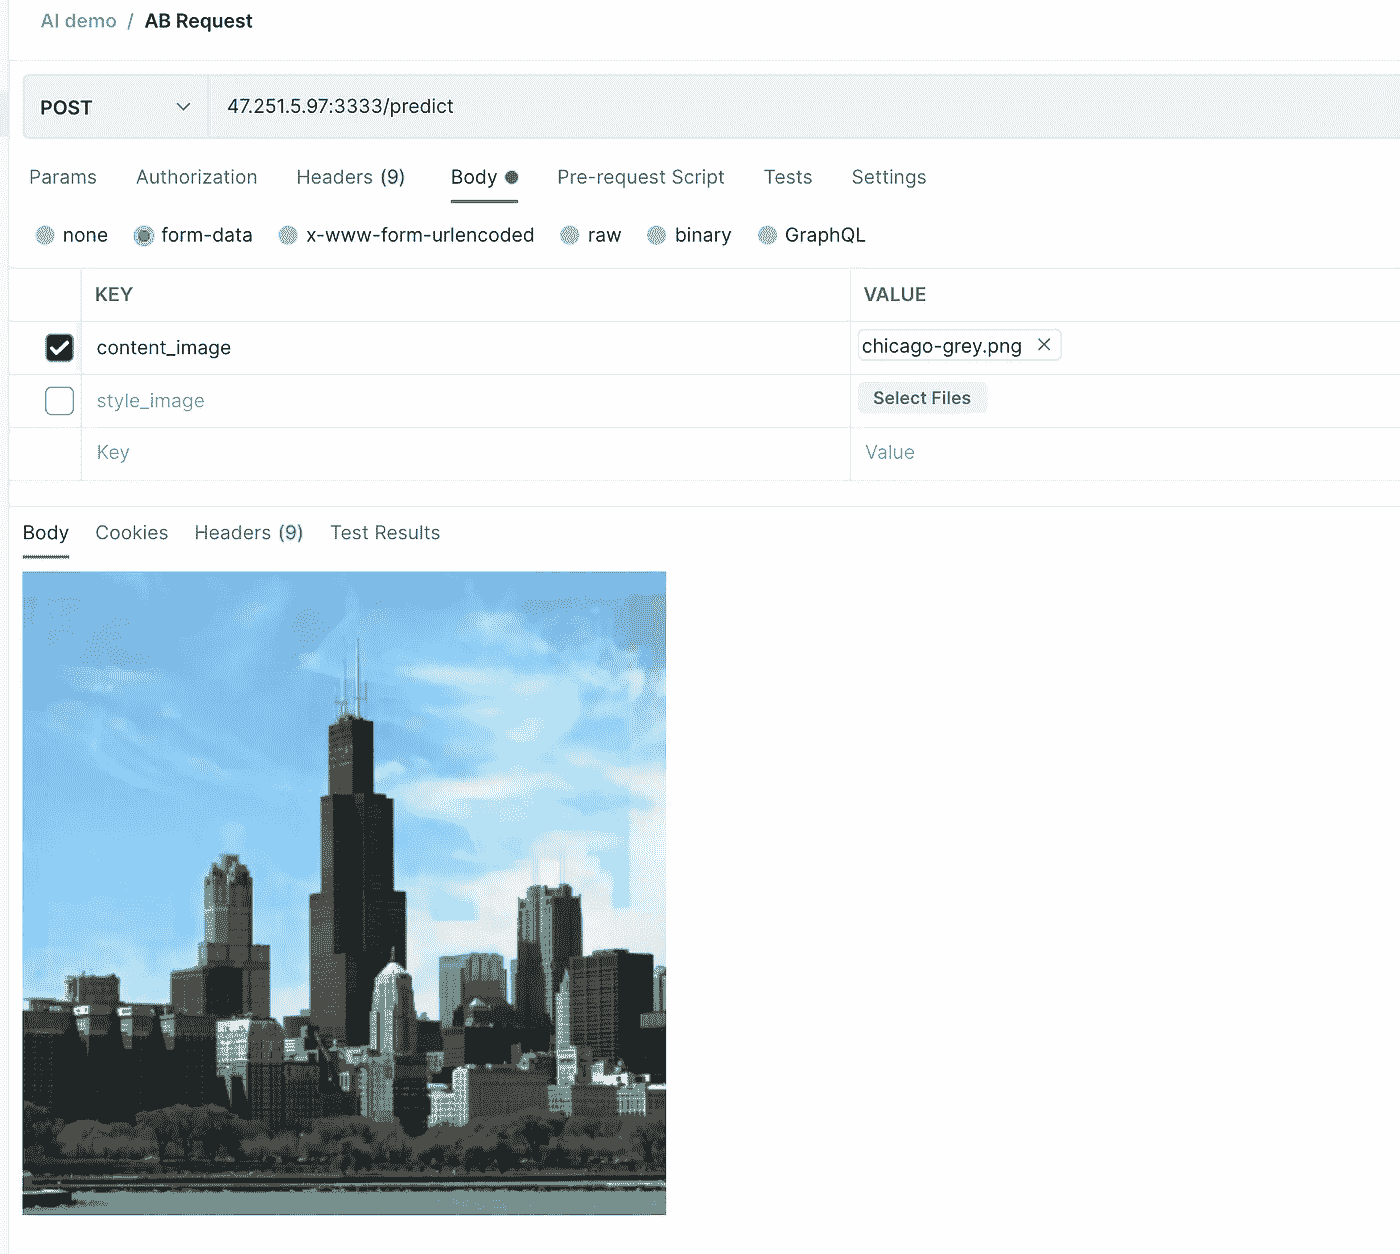 AI demo / AB Request
POST 47.251.5.97:3333/predict
Params Authorization Headers (9) Body Pre-request Script Tests Settings
none form-data x-www-form-urlencoded raw binary GraphQL
KEY VALUE
content_image chicago-grey.png
style_image Select Files
Key Value
Body Cookies Headers (9) Test Results